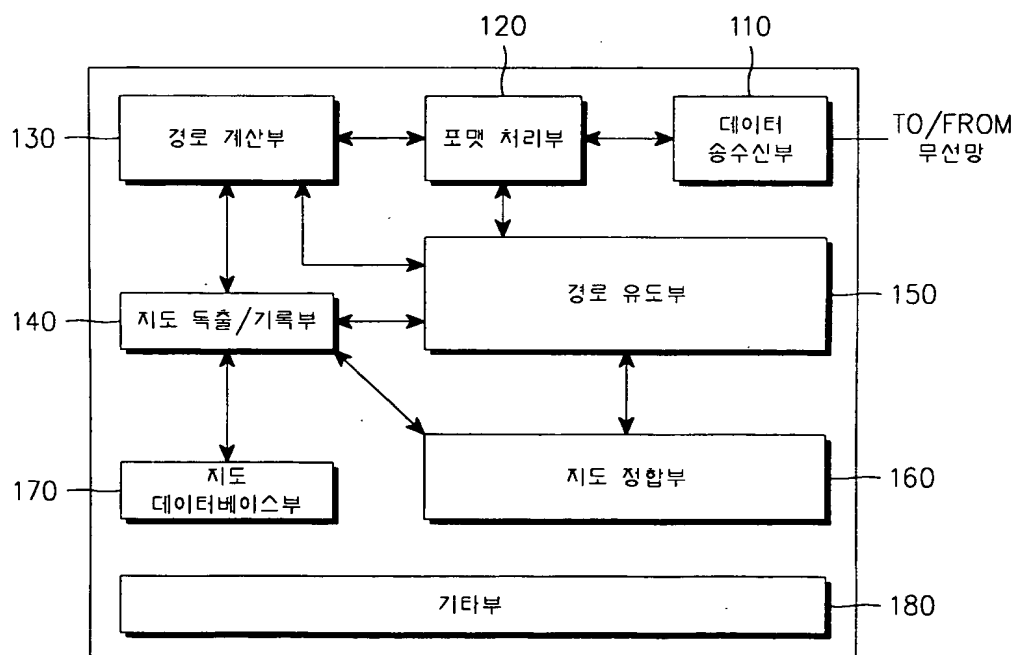 120
110
130
경로 계산부
포맷 처리부
데이터
송수신부
TO/FROM
무선망
경로 유도부
150
140
지도 독출/기록부
170
지도
데이터베이스부
지도 정합부
160
기타부
180